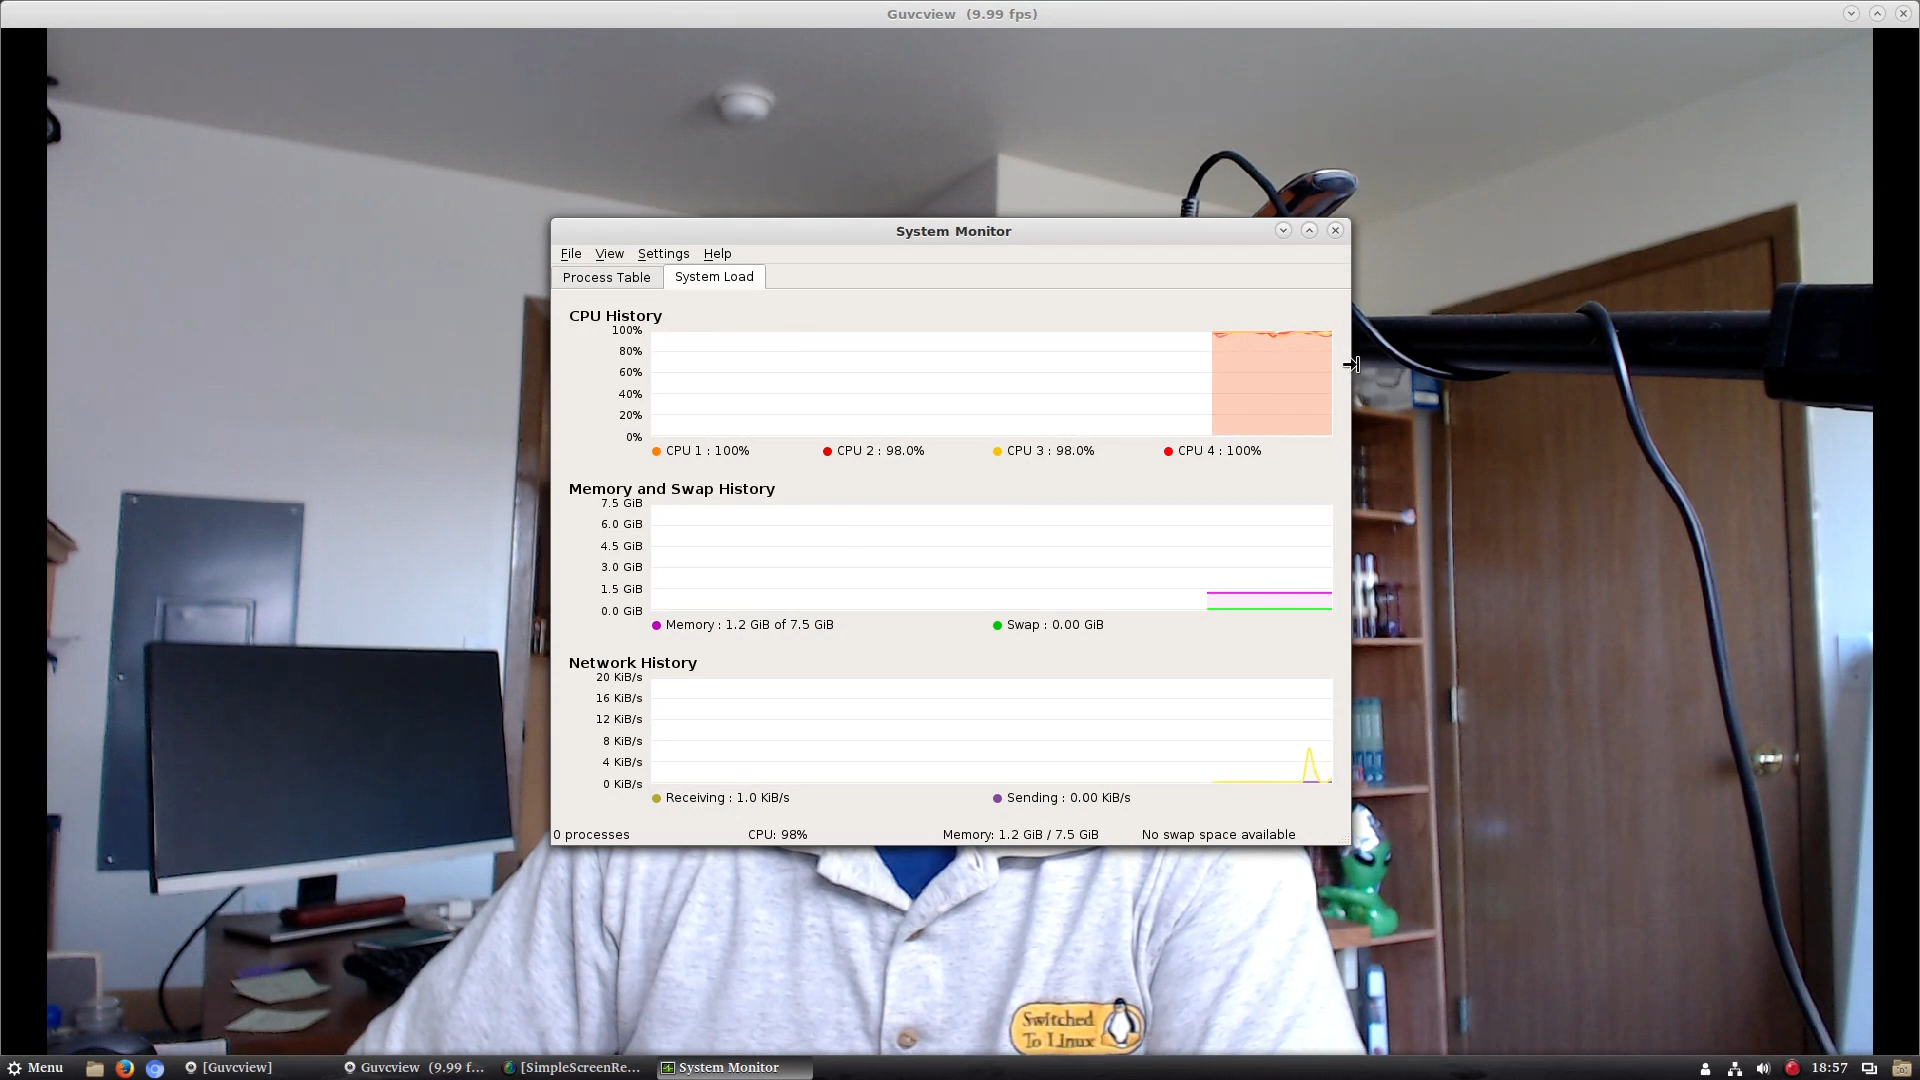 Guvcview (9.99 fps)
System Monitor
File View Settings Help
Process Table System Load
CPU History
100%
80%
60%
40%
20%
0%
CPU 1 : 100% CPU 2 : 98.0% CPU 3 : 98.0% CPU 4 : 100%
Memory and Swap History
7.5 GiB
6.0 GiB
4.5 GiB
3.0 GiB
1.5 GiB
0.0 GiB
Memory : 1.2 GiB of 7.5 GiB Swap : 0.00 GiB
Network History
20 KiB/s
16 KiB/s
12 KiB/s
8 KiB/s
4 KiB/s
0 KiB/s
Receiving : 1.0 KiB/s Sending : 0.00 KiB/s
0 processes CPU: 98% Memory: 1.2 GiB / 7.5 GiB No swap space available
Switched
To Linux
Menu [Guvcview] Guvcview (9.99 f... [SimpleScreenRe... System Monitor 18:57